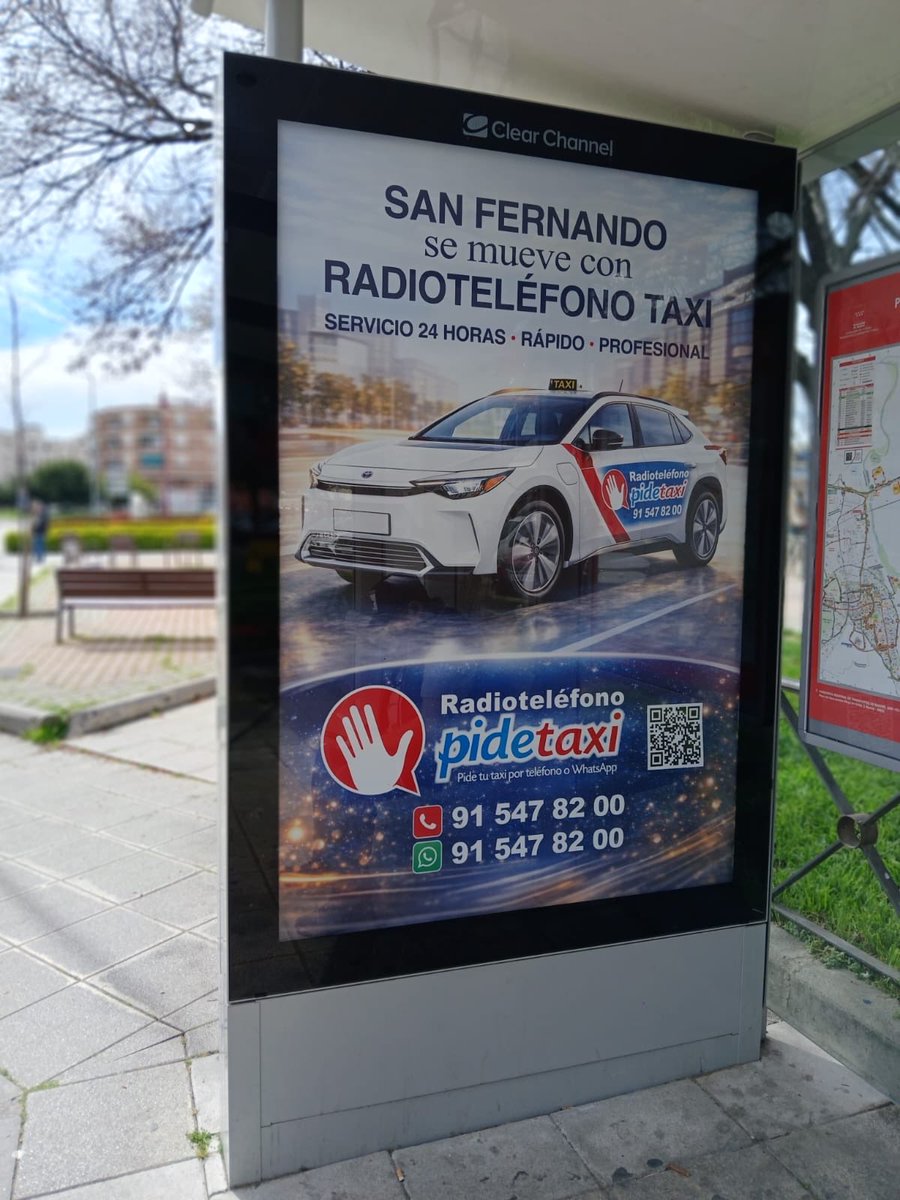 Clear Channel
SAN FERNANDO
se mueve con
RADIOTELÉFONO TAXI
SERVICIO 24 HORAS • RÁPIDO • PROFESIONAL
TAXI
Radioteléfono
pidetaxi
91 547 82 00
Radioteléfono
pidetaxi
Pide tu taxi por teléfono o WhatsApp
91 547 82 00
91 547 82 00